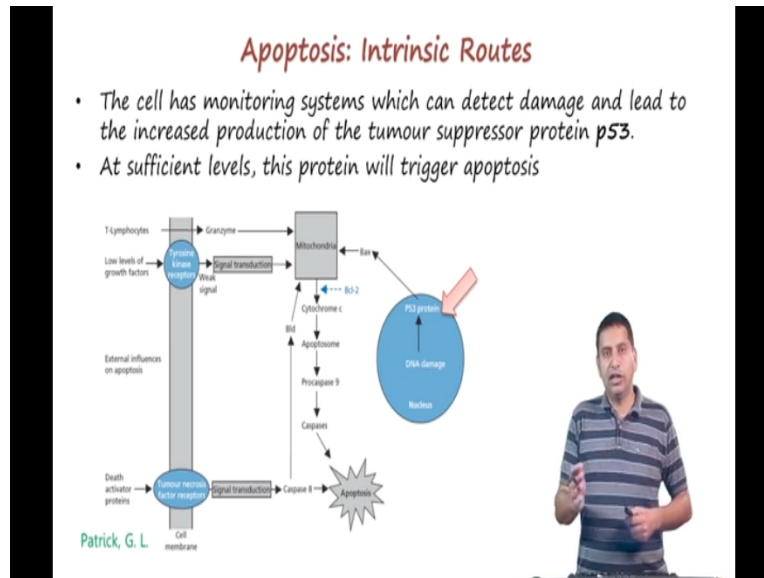 Apoptosis: Intrinsic Routes
• The cell has monitoring systems which can detect damage and lead to
the increased production of the tumour suppressor protein p53.
• At sufficient levels, this protein will trigger apoptosis
T-Lymphocytes
Granzyme
Mitochondria
Bax
Low levels of
growth factors
Tyrosine
kinase
receptors
Signal transduction
Weak
signal
Bcl-2
Cytochrome c
P53 protein
Bid
Apoptosome
External influences
on apoptosis
DNA damage
Procaspase 9
Nucleus
Caspases
Death
activator
proteins
Tumour necrosis
factor receptors
Signal transduction
Caspase 8
Apoptosis
Cell
membrane
Patrick, G. L.